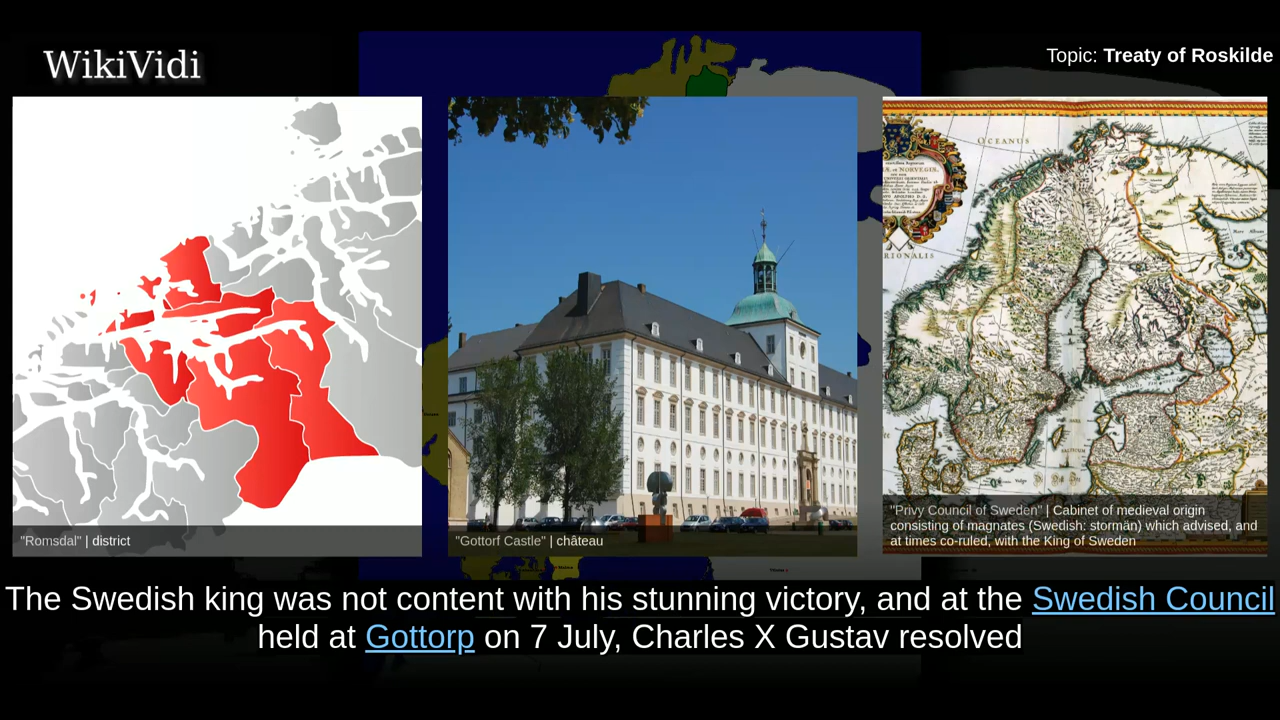 WikiVidi
Topic: Treaty of Roskilde
OCEANUS
"Romsdal" | district
"Gottorf Castle" | château
"Privy Council of Sweden" | Cabinet of medieval origin
consisting of magnates (Swedish: stormän) which advised, and
at times co-ruled, with the King of Sweden
The Swedish king was not content with his stunning victory, and at the Swedish Council
held at Gottorp on 7 July, Charles X Gustav resolved